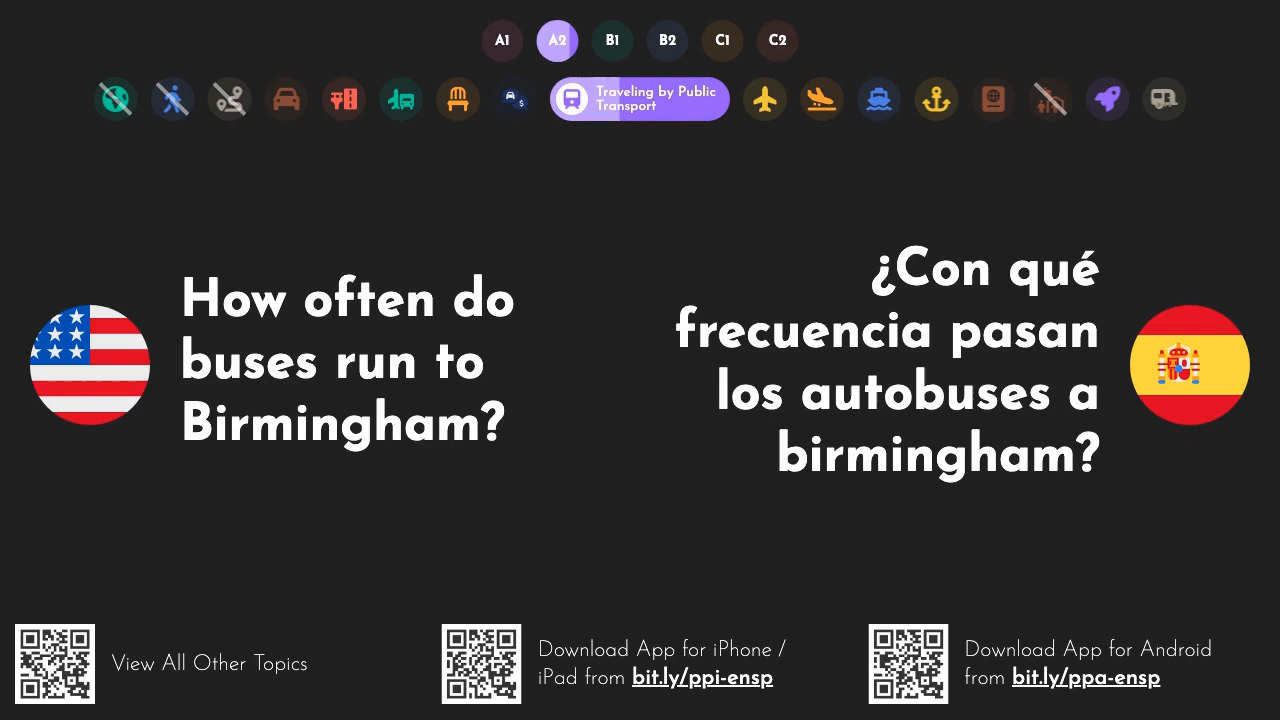 A1 A2 B1 B2 C1 C2
Traveling by Public
Transport
How often do
buses run to
Birmingham?
¿Con qué
frecuencia pasan
los autobuses a
birmingham?
View All Other Topics
Download App for iPhone /
iPad from bit.ly/ppi-ensp
Download App for Android
from bit.ly/ppa-ensp